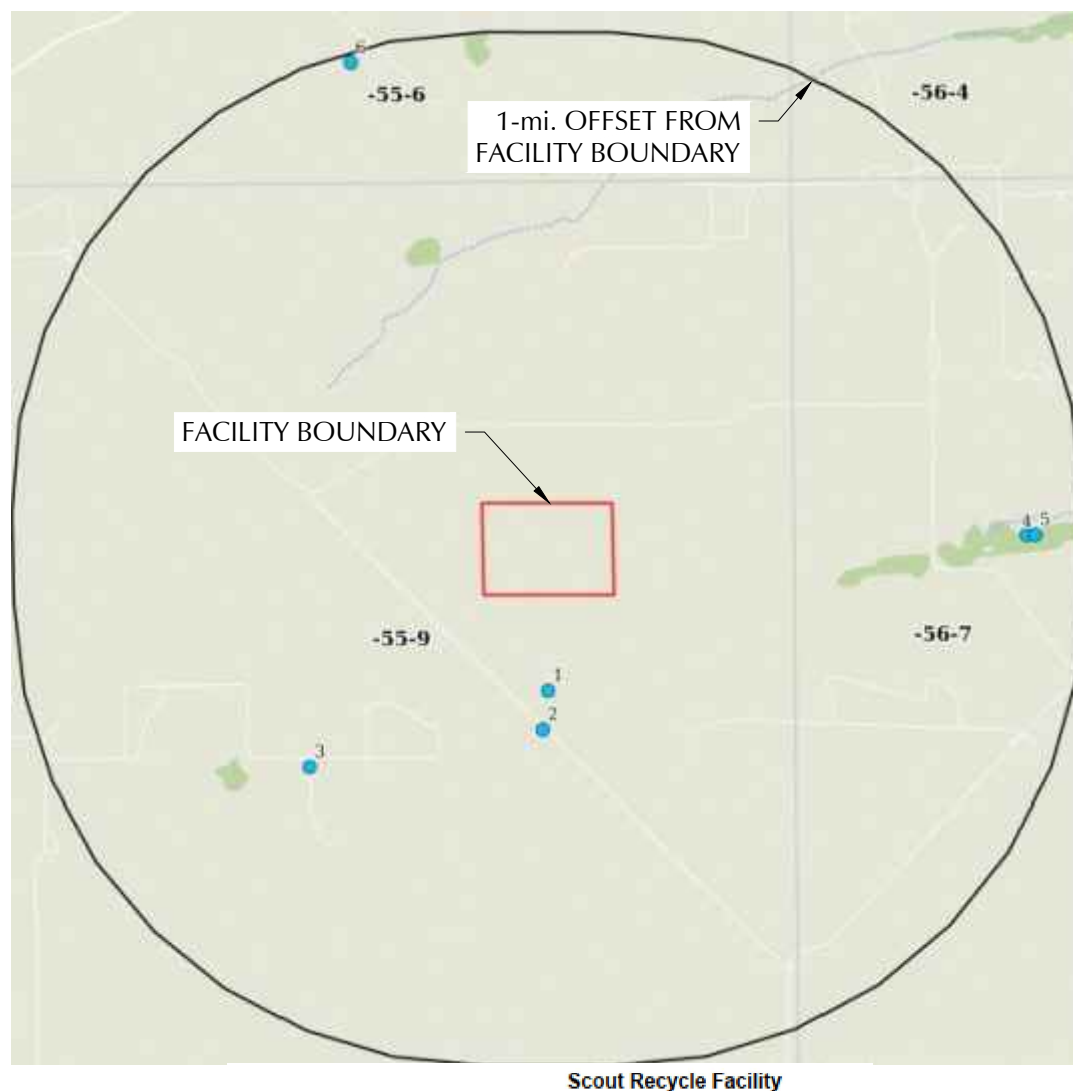 6
-55-6
-56-4
1-mi. OFFSET FROM
FACILITY BOUNDARY
FACILITY BOUNDARY
4 5
-55-9
-56-7
1
2
3
Scout Recycle Facility